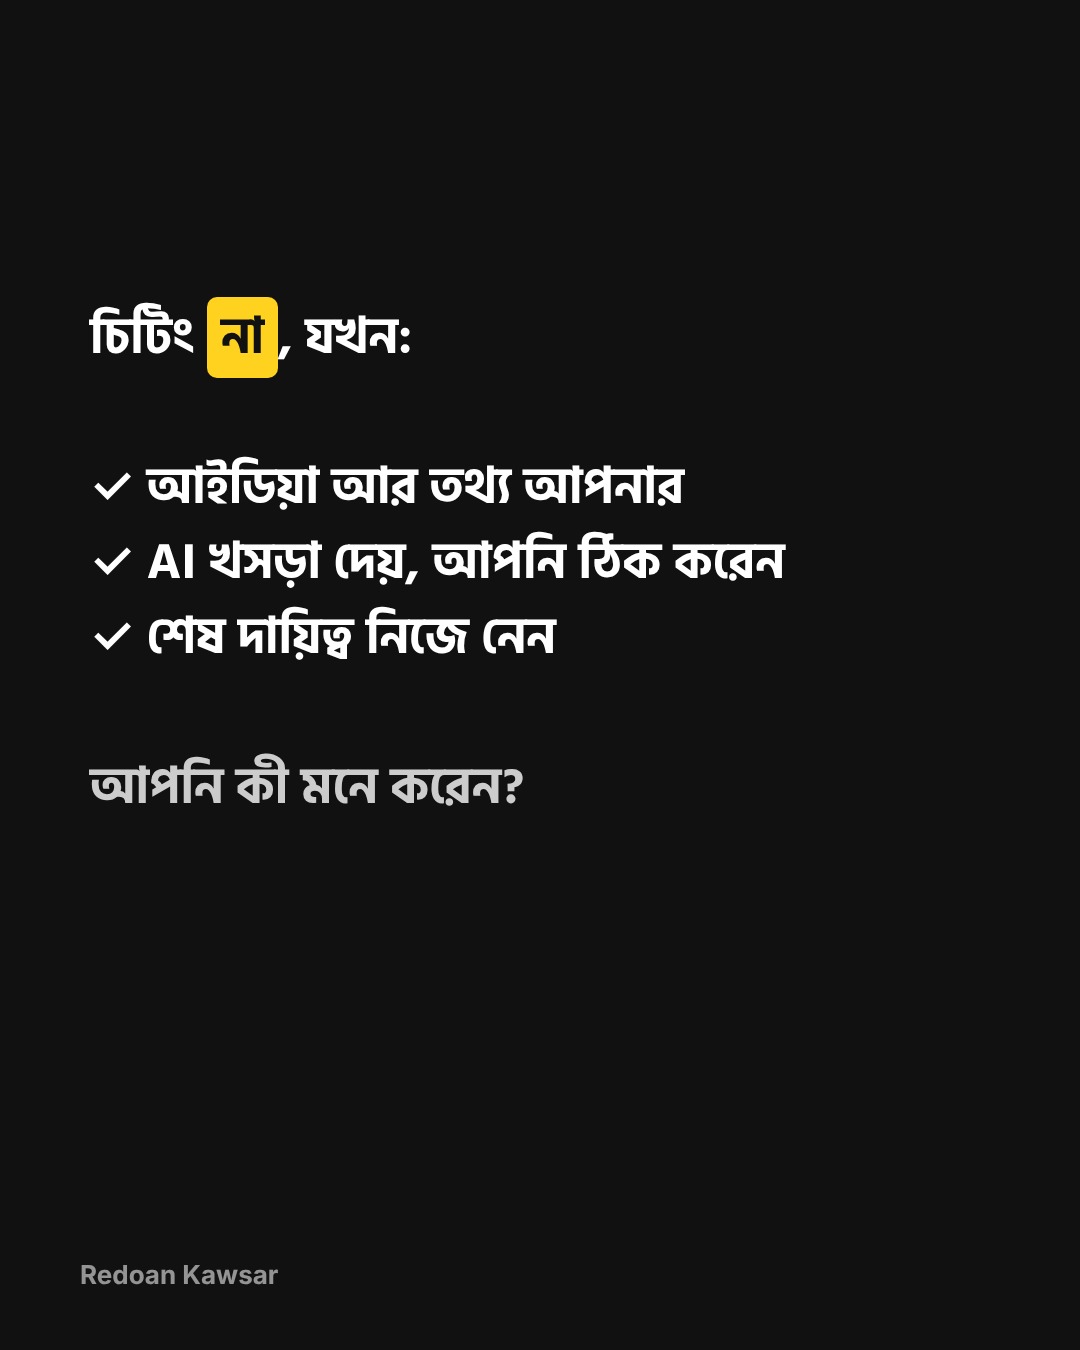 চিটিং না, যখন:
✓ আইডিয়া আর তথ্য আপনার
✓ AI খসড়া দেয়, আপনি ঠিক করেন
✓ শেষ দায়িত্ব নিজে নেন
আপনি কী মনে করেন?
Redoan Kawsar